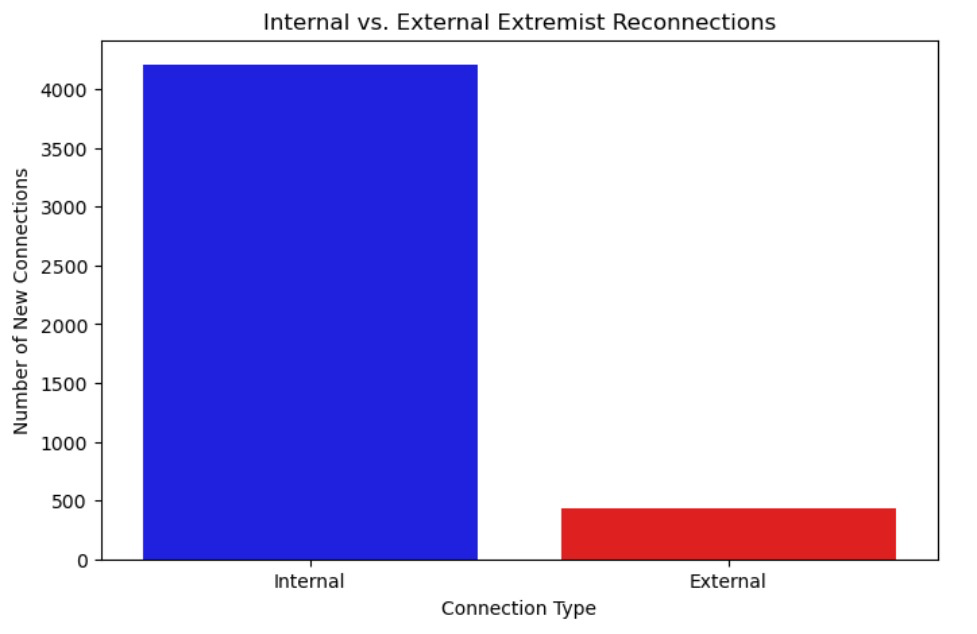 Internal vs. External Extremist Reconnections
Number of New Connections
4000
3500
3000
2500
2000
1500
1000
500
0
Internal
External
Connection Type